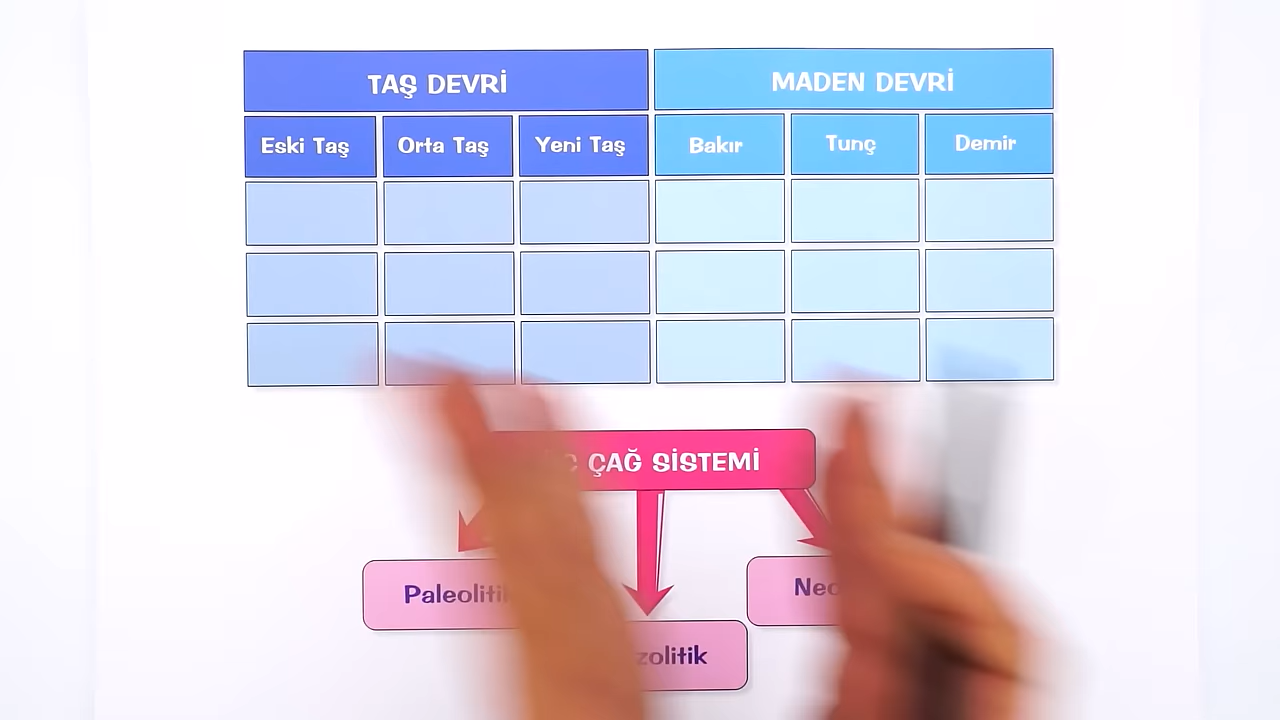 TAŞ DEVRİ
MADEN DEVRİ
Eski Taş
Orta Taş
Yeni Taş
Bakır
Tunç
Demir
ÇAĞ SİSTEMİ